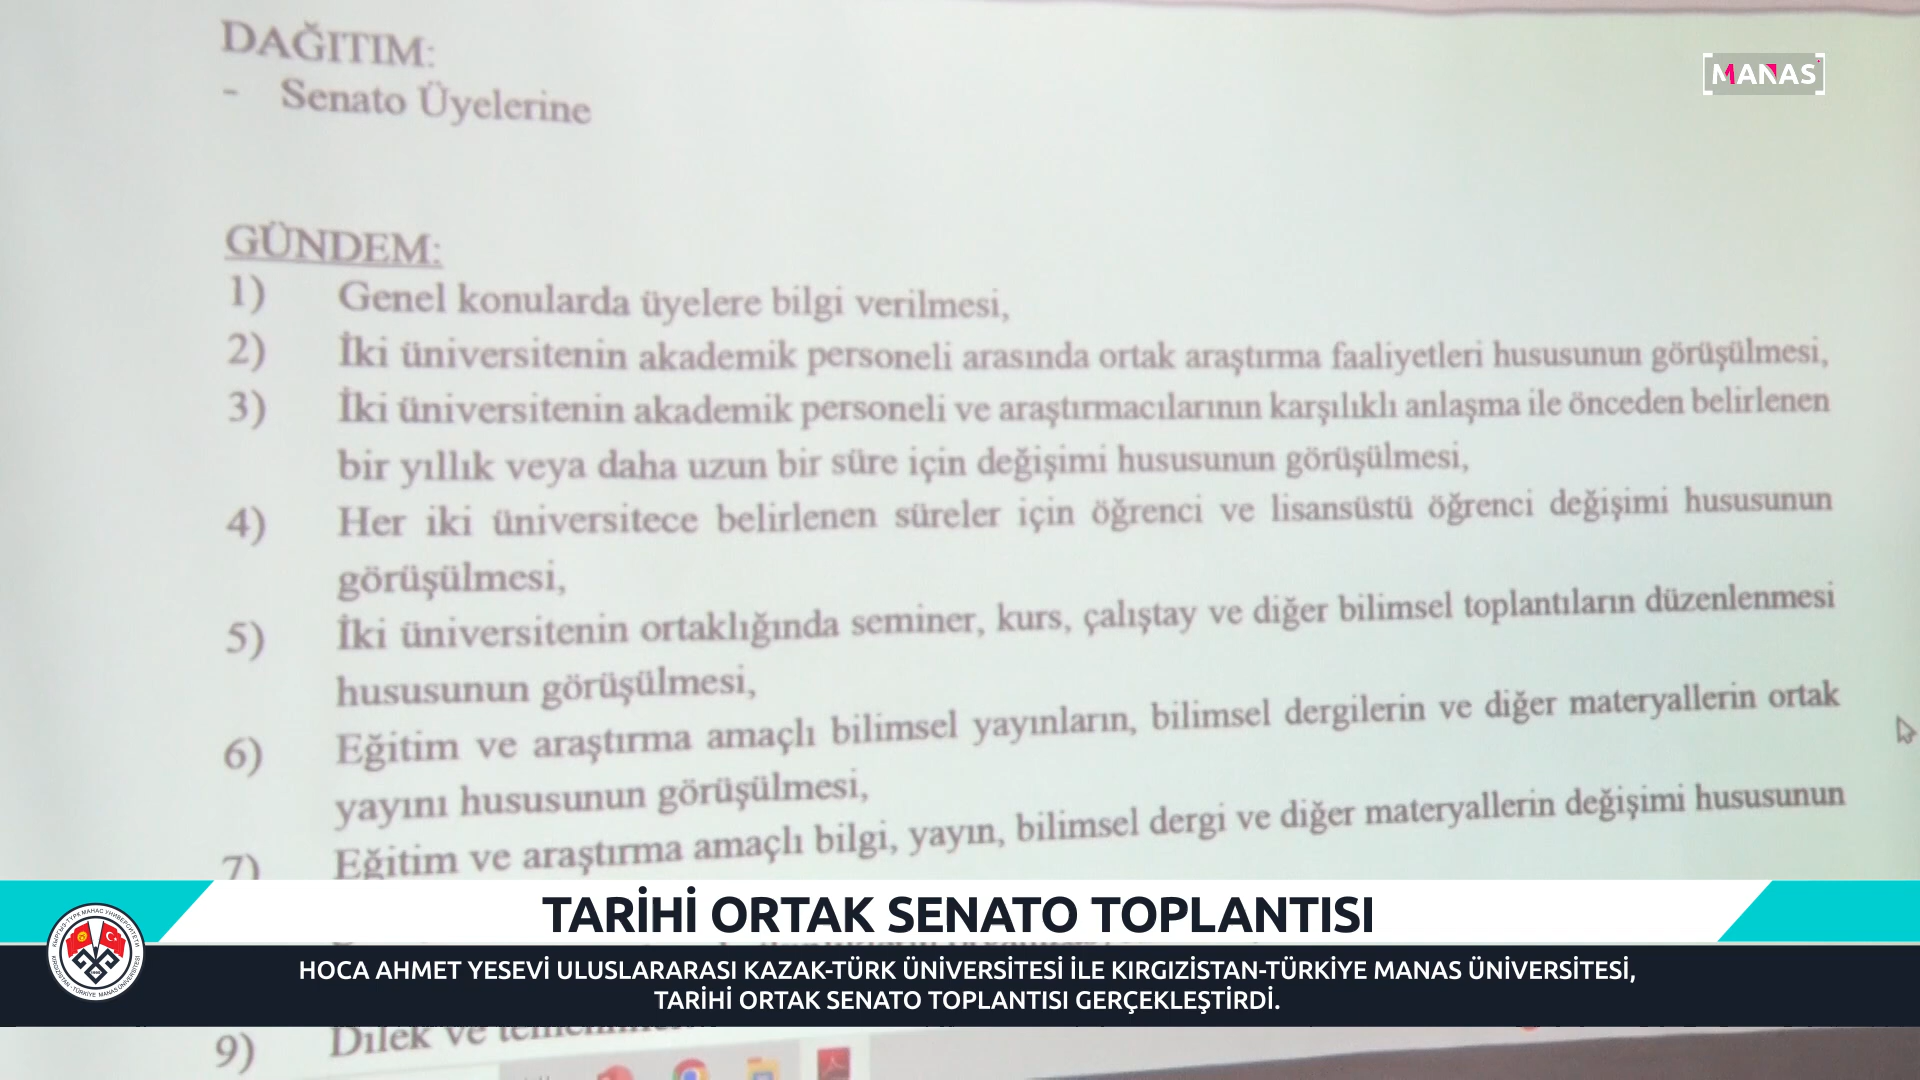 DAĞITIM:
- Senato Üyelerine
MANAS
GÜNDEM:
1) Genel konularda üyelere bilgi verilmesi,
2) İki üniversitenin akademik personeli arasında ortak araştırma faaliyetleri hususunun görüşülmesi,
3) İki üniversitenin akademik personeli ve araştırmacılarının karşılıklı anlaşma ile önceden belirlenen
bir yıllık veya daha uzun bir süre için değişimi hususunun görüşülmesi,
4) Her iki üniversitece belirlenen süreler için öğrenci ve lisansüstü öğrenci değişimi hususunun
görüşülmesi,
5) İki üniversitenin ortaklığında seminer, kurs, çalıştay ve diğer bilimsel toplantıların düzenlenmesi
hususunun görüşülmesi,
6) Eğitim ve araştırma amaçlı bilimsel yayınların, bilimsel dergilerin ve diğer materyallerin ortak
yayını hususunun görüşülmesi,
7) Eğitim ve araştırma amaçlı bilgi, yayın, bilimsel dergi ve diğer materyallerin değişimi hususunun
TARİHİ ORTAK SENATO TOPLANTISI
HOCA AHMET YESEVİ ULUSLARARASI KAZAK-TÜRK ÜNİVERSİTESİ İLE KIRGIZİSTAN-TÜRKİYE MANAS ÜNİVERSİTESİ,
TARİHİ ORTAK SENATO TOPLANTISI GERÇEKLEŞTİRDİ.
9) Dilek ve